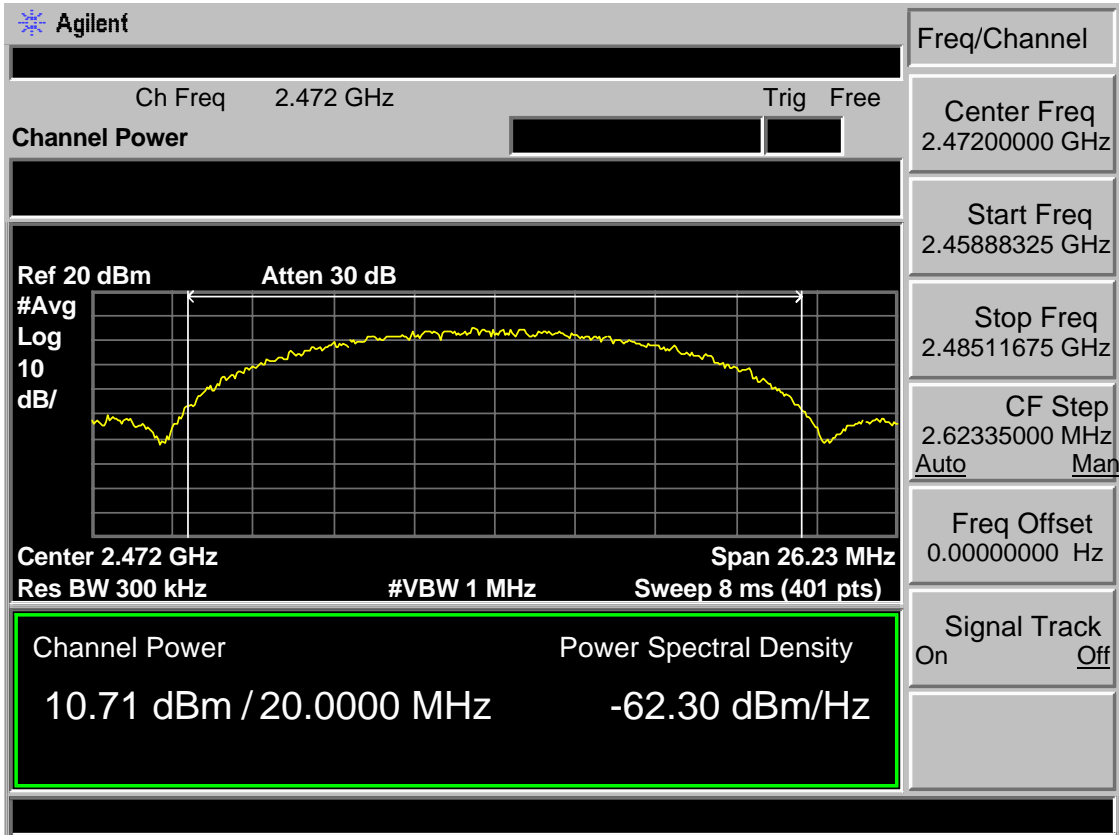 Agilent
Freq/Channel
Ch Freq 2.472 GHz Trig Free
Channel Power
Center Freq
2.47200000 GHz
Start Freq
2.45888325 GHz
Ref 20 dBm Atten 30 dB
#Avg
Log
10
dB/
Stop Freq
2.48511675 GHz
CF Step
2.62335000 MHz
Auto Man
Freq Offset
0.00000000 Hz
Center 2.472 GHz Span 26.23 MHz
Res BW 300 kHz #VBW 1 MHz Sweep 8 ms (401 pts)
Signal Track
On Off
Channel Power Power Spectral Density
10.71 dBm / 20.0000 MHz -62.30 dBm/Hz